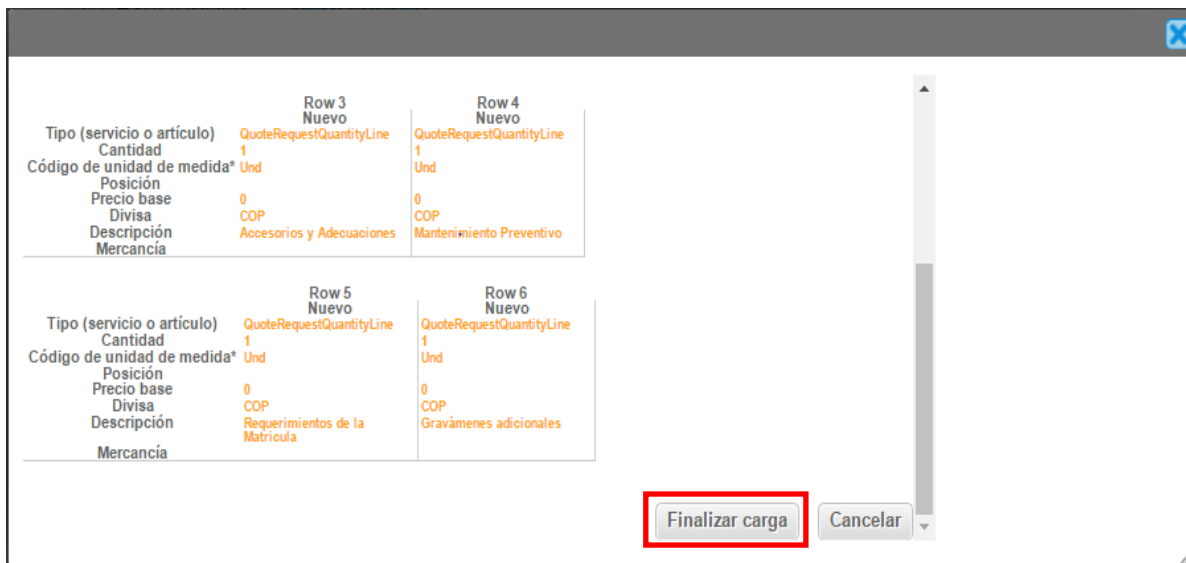 Row 3 Row 4
Nuevo Nuevo
Tipo (servicio o artículo) QuoteRequestQuantityLine QuoteRequestQuantityLine
Cantidad 1 1
Código de unidad de medida* Und Und
Posición
Precio base 0 0
Divisa COP COP
Descripción Accesorios y Adecuaciones Mantenimiento Preventivo
Mercancía
Row 5 Row 6
Nuevo Nuevo
Tipo (servicio o artículo) QuoteRequestQuantityLine QuoteRequestQuantityLine
Cantidad 1 1
Código de unidad de medida* Und Und
Posición
Precio base 0 0
Divisa COP COP
Descripción Requerimientos de la Gravámenes adicionales
Matricula
Mercancía
Finalizar carga Cancelar